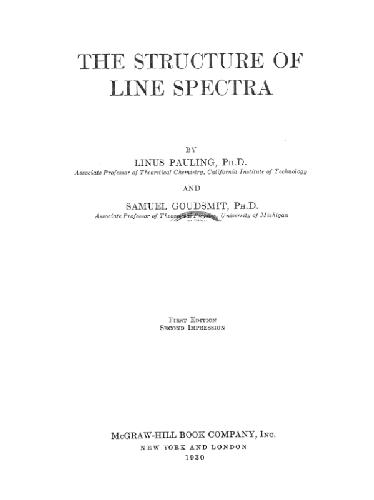 THE STRUCTURE OF
LINE SPECTRA
BY
LINUS PAULING, PH.D.
Associate Professor of Theoretical Chemistry, California Institute of Technology
AND
SAMUEL GOUDSMIT, PH.D.
Associate Professor of Theoretical Physics, University of Michigan
FIRST EDITION
SECOND IMPRESSION
McGRAW-HILL BOOK COMPANY, INC.
NEW YORK AND LONDON
1930